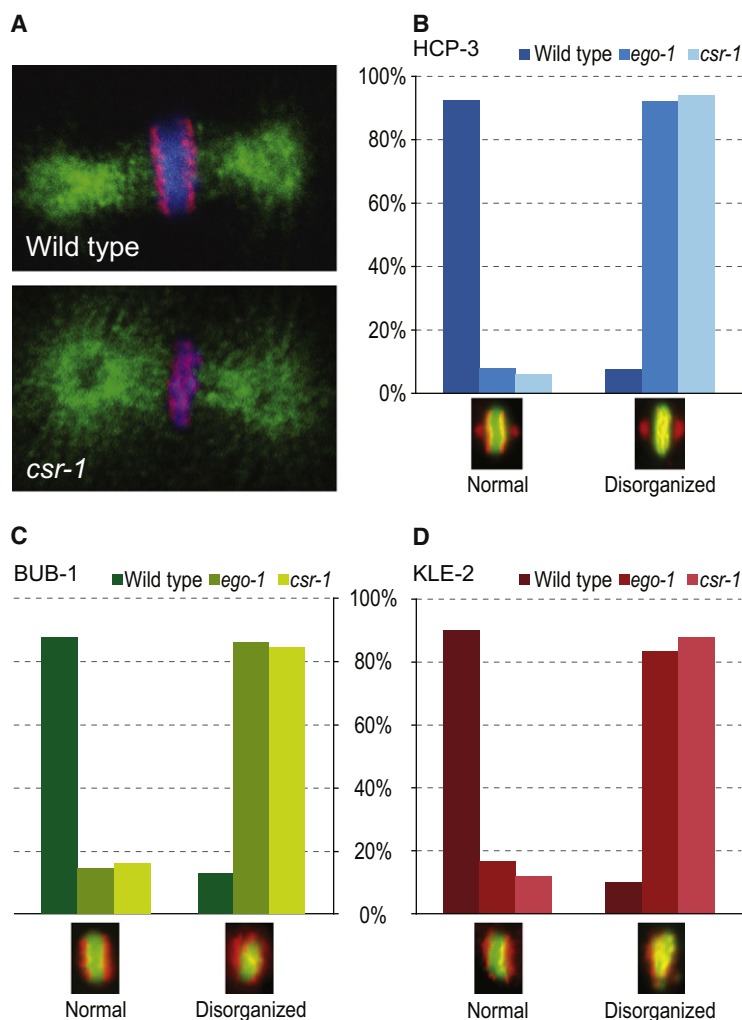 A
Wild type
csr-1
B
HCP-3
Wild type ego-1 csr-1
100%
80%
60%
40%
20%
0%
Normal Disorganized
C
BUB-1
Wild type ego-1 csr-1
100%
80%
60%
40%
20%
0%
Normal Disorganized
D
KLE-2
Wild type ego-1 csr-1
Normal Disorganized